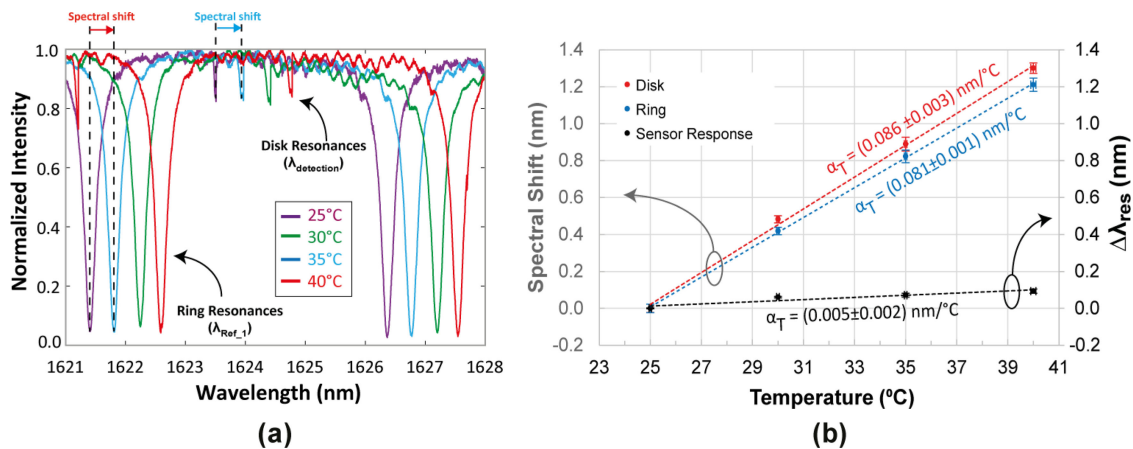 Spectral shift Spectral shift
1.0
0.8
0.6
0.4
0.2
0.0
Normalized Intensity
Disk Resonances
(λdetection)
25°C
30°C
35°C
40°C
Ring Resonances
(λRef_1)
1621 1622 1623 1624 1625 1626 1627 1628
Wavelength (nm)
(a)
1.4
1.2
1.0
0.8
0.6
0.4
0.2
0.0
-0.2
Spectral Shift (nm)
Disk
Ring
Sensor Response
αT = (0.086 ±0.003) nm/°C
αT = (0.081±0.001) nm/°C
αT = (0.005±0.002) nm/°C
1.4
1.2
1.0
0.8
0.6
0.4
0.2
0.0
-0.2
Δλres (nm)
23 25 27 29 31 33 35 37 39 41
Temperature (ºC)
(b)